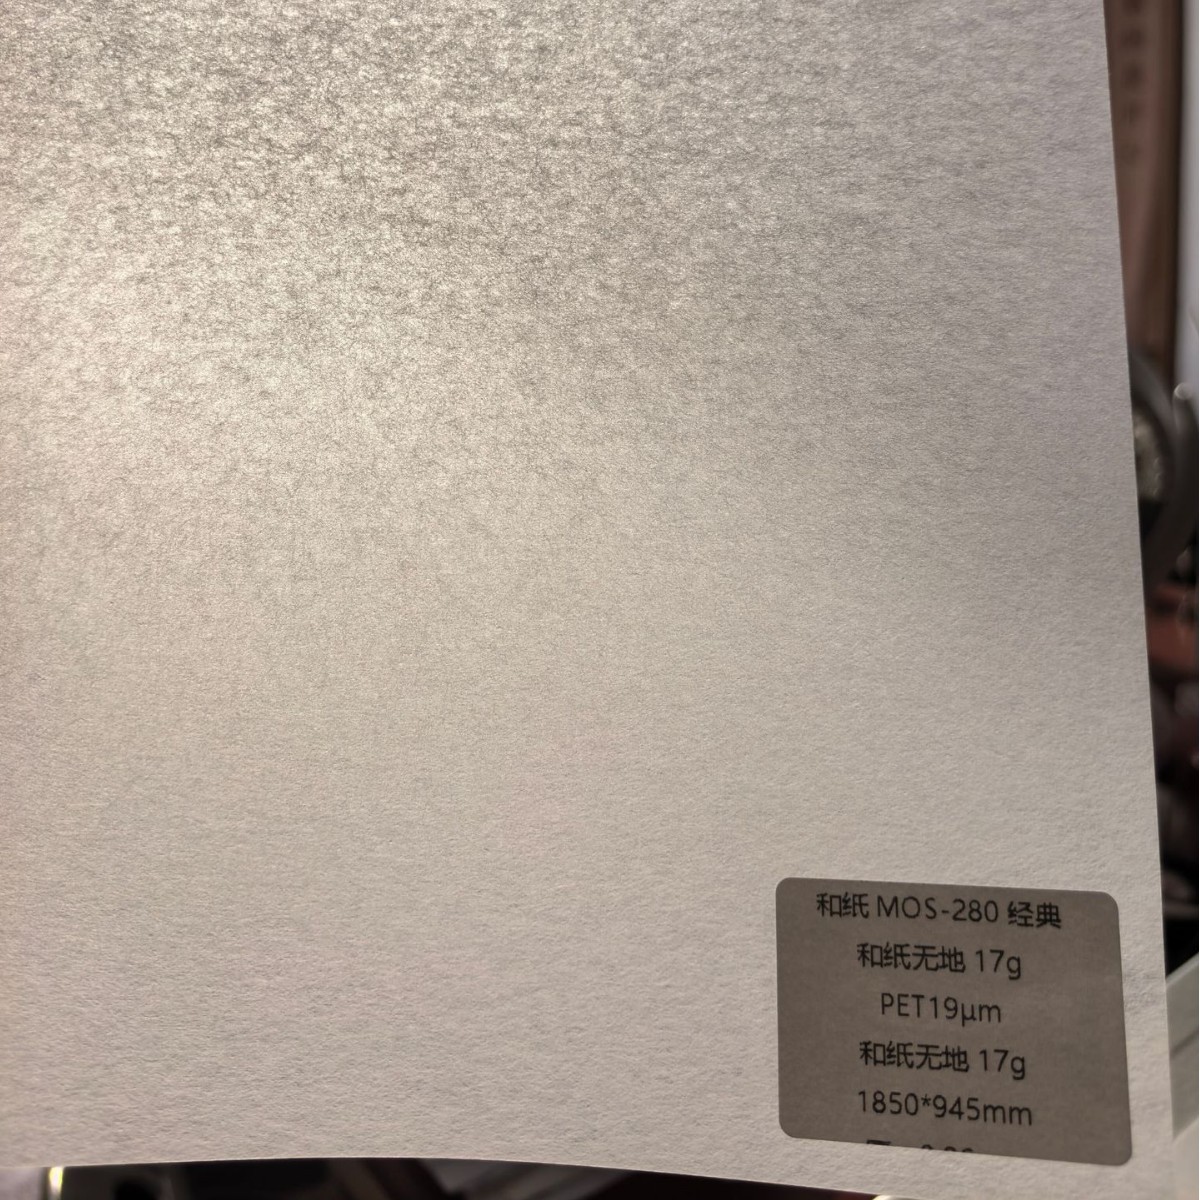 和纸 MOS-280 经典
和纸无地 17g
PET19μm
和纸无地 17g
1850*945mm